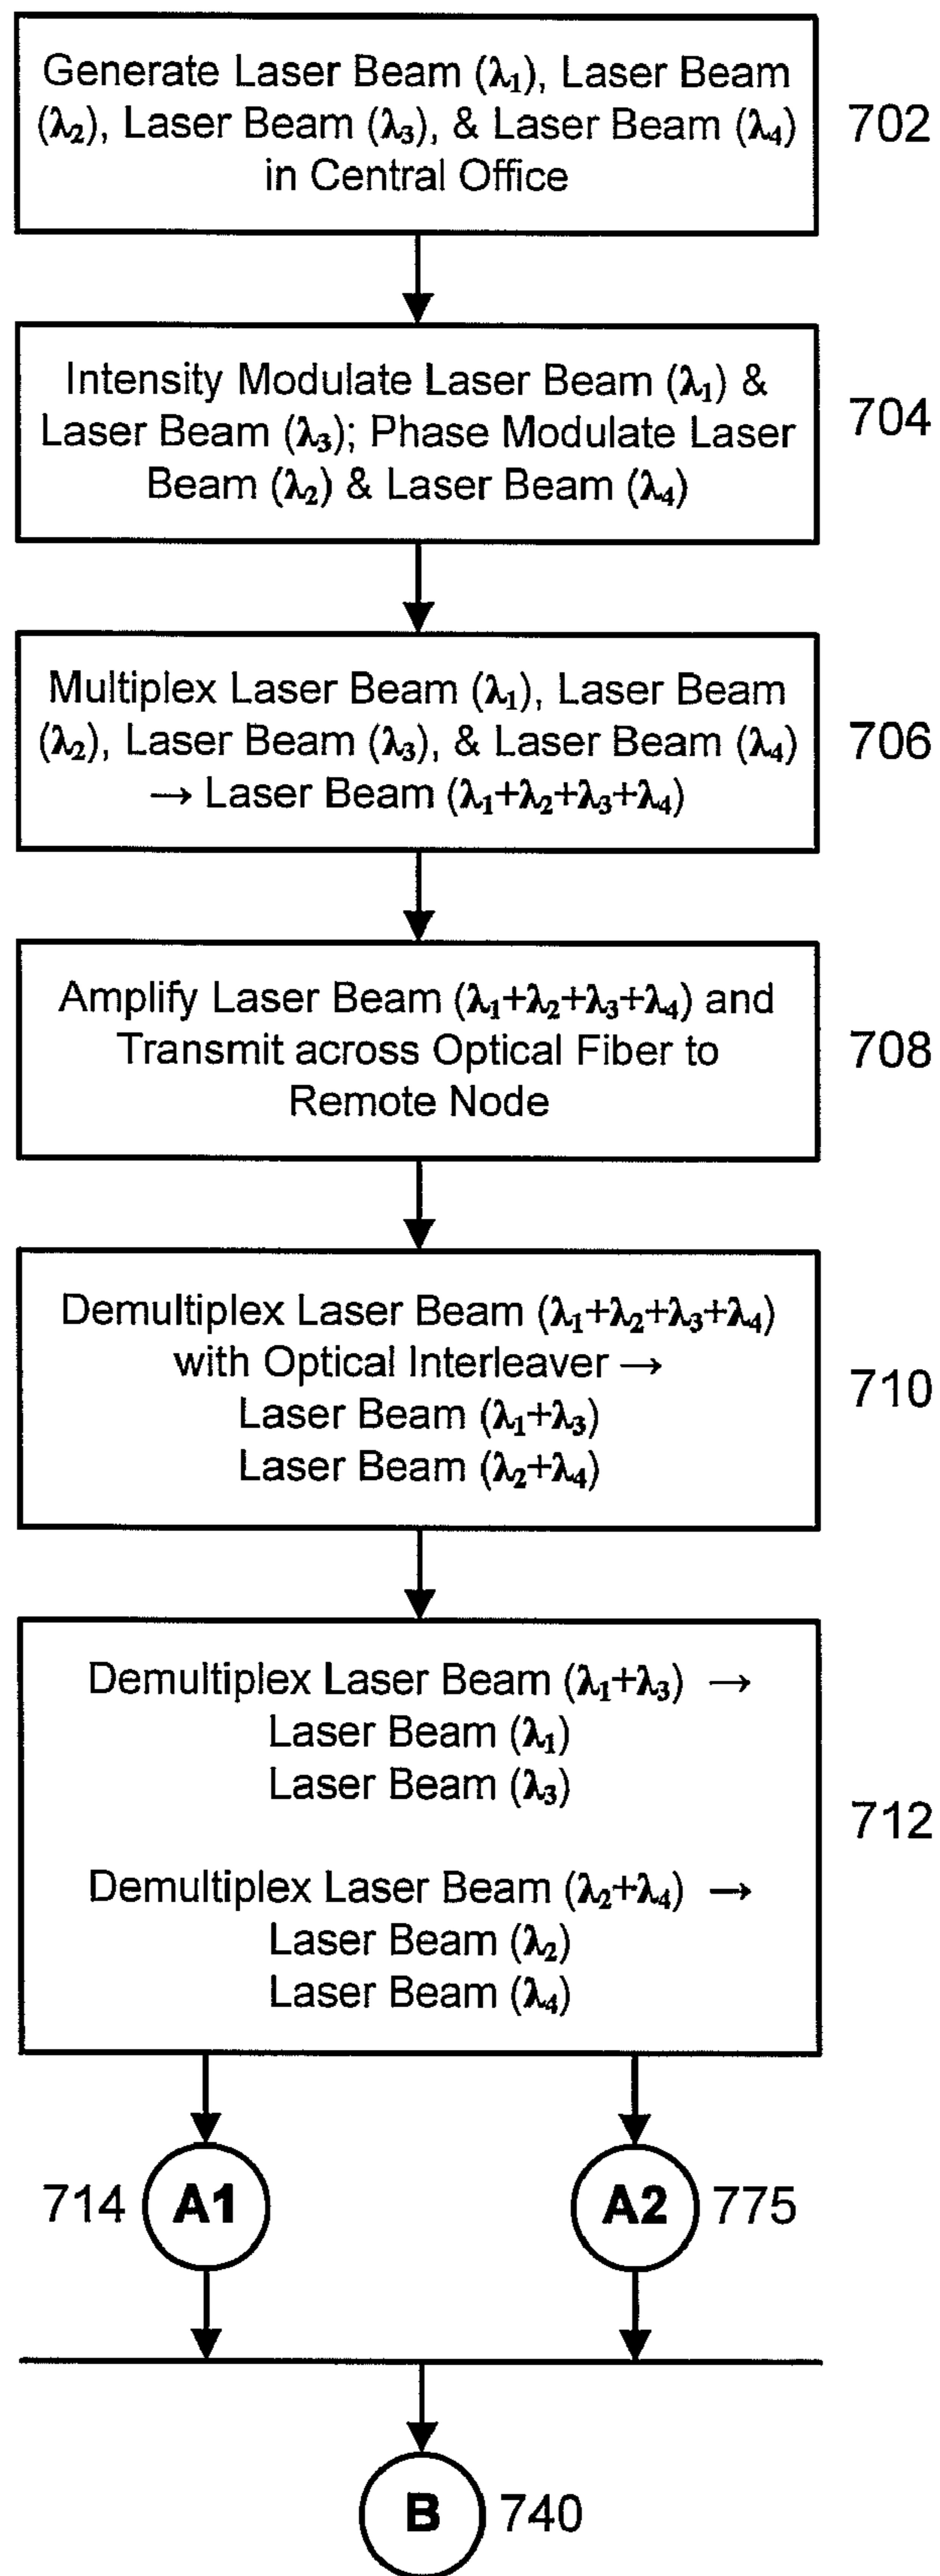 Generate Laser Beam (λ₁), Laser Beam
(λ₂), Laser Beam (λ₃), & Laser Beam (λ₄)
in Central Office
702
Intensity Modulate Laser Beam (λ₁) &
Laser Beam (λ₃); Phase Modulate Laser
Beam (λ₂) & Laser Beam (λ₄)
704
Multiplex Laser Beam (λ₁), Laser Beam
(λ₂), Laser Beam (λ₃), & Laser Beam (λ₄)
→ Laser Beam (λ₁+λ₂+λ₃+λ₄)
706
Amplify Laser Beam (λ₁+λ₂+λ₃+λ₄) and
Transmit across Optical Fiber to
Remote Node
708
Demultiplex Laser Beam (λ₁+λ₂+λ₃+λ₄)
with Optical Interleaver →
Laser Beam (λ₁+λ₃)
Laser Beam (λ₂+λ₄)
710
Demultiplex Laser Beam (λ₁+λ₃) →
Laser Beam (λ₁)
Laser Beam (λ₃)
Demultiplex Laser Beam (λ₂+λ₄) →
Laser Beam (λ₂)
Laser Beam (λ₄)
712
714 A1
A2 775
B 740